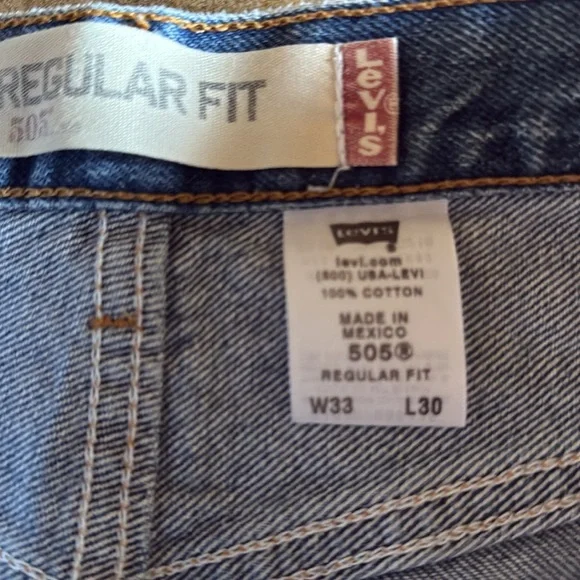 REGULAR FIT
505
LEVI'S®
LEVI'S
®
levi.com
(800) USA-LEVI
100% COTTON
MADE IN
MEXICO
505®
REGULAR FIT
W33 L30